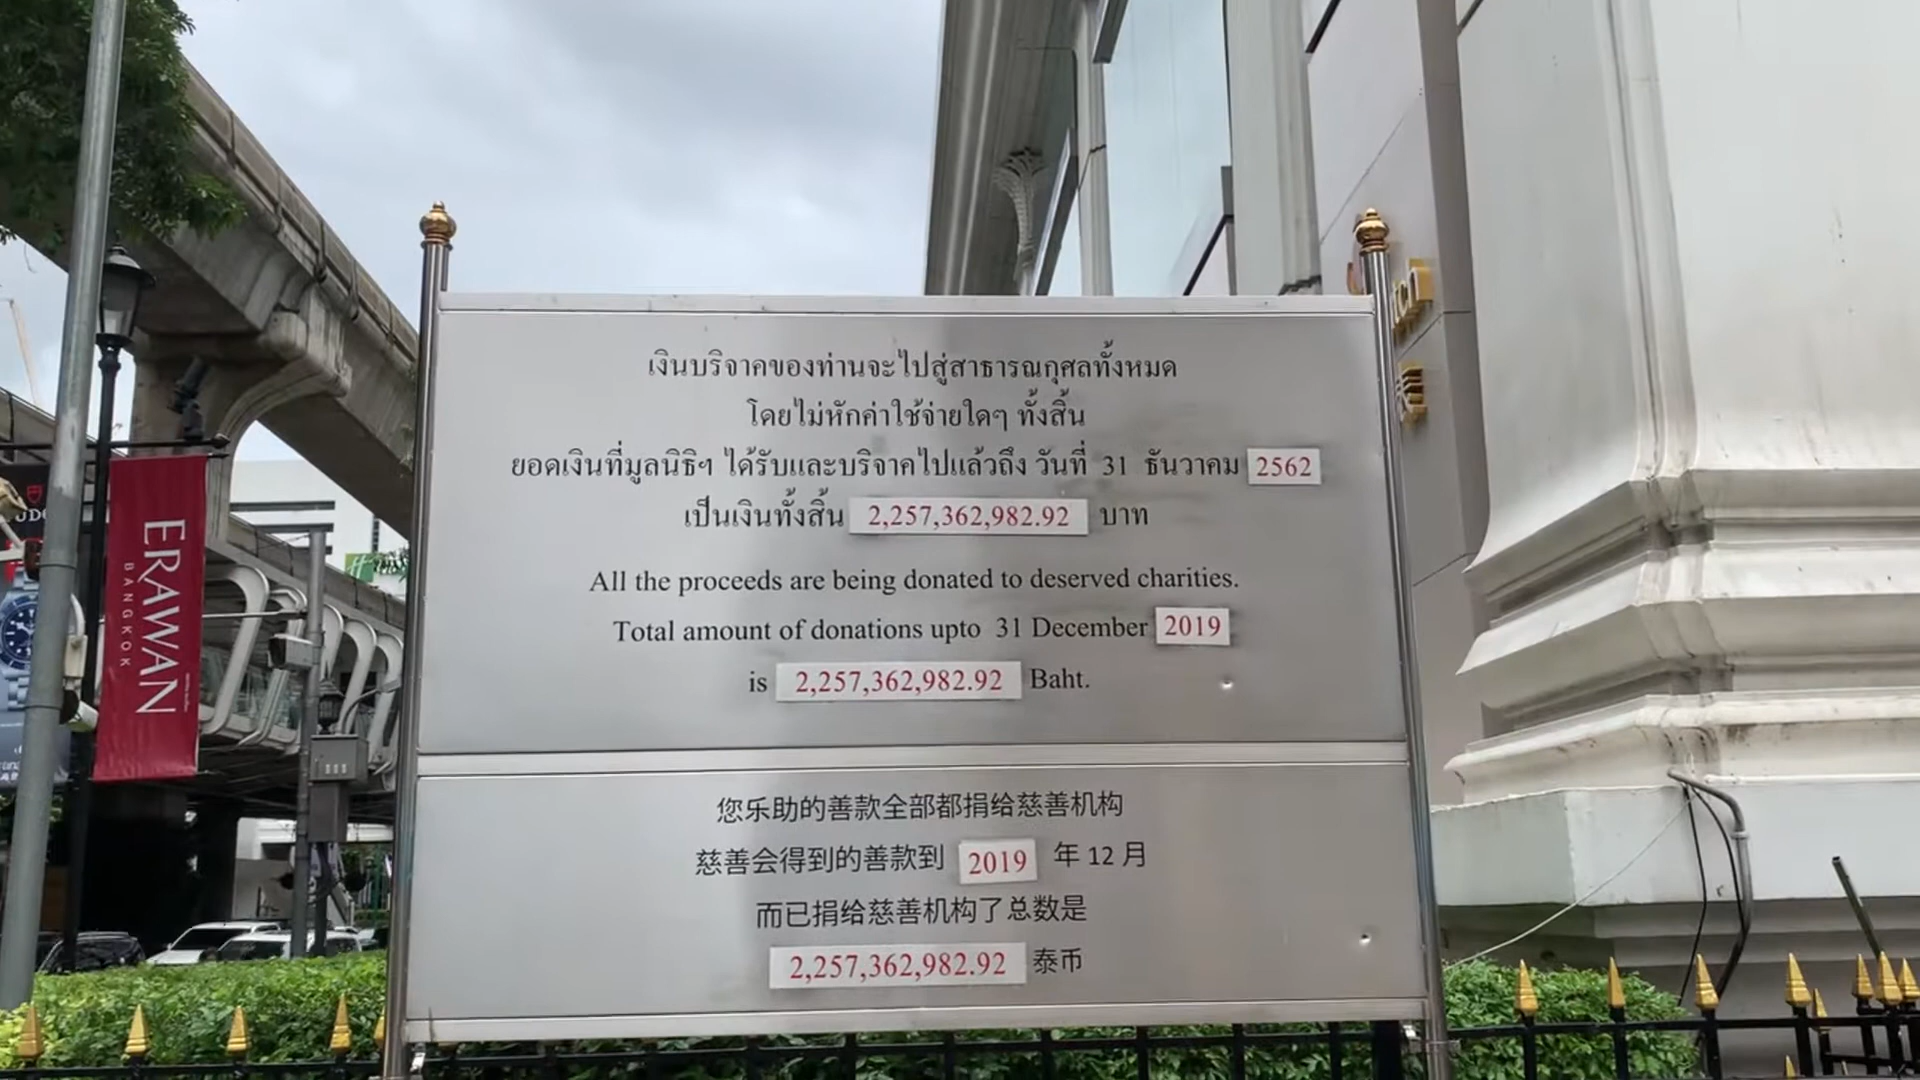 เงินบริจาคของท่านจะไปสู่สาธารณกุศลทั้งหมด
โดยไม่หักค่าใช้จ่ายใดๆ ทั้งสิ้น
ยอดเงินที่มูลนิธิฯ ได้รับและบริจาคไปแล้วถึง วันที่ 31 ธันวาคม 2562
เป็นเงินทั้งสิ้น 2,257,362,982.92 บาท
All the proceeds are being donated to deserved charities.
Total amount of donations upto 31 December 2019
is 2,257,362,982.92 Baht.
您乐助的善款全部都捐给慈善机构
慈善会得到的善款到 2019 年 12 月
而已捐给慈善机构了总数是
2,257,362,982.92 泰币
ERAWAN
BANGKOK